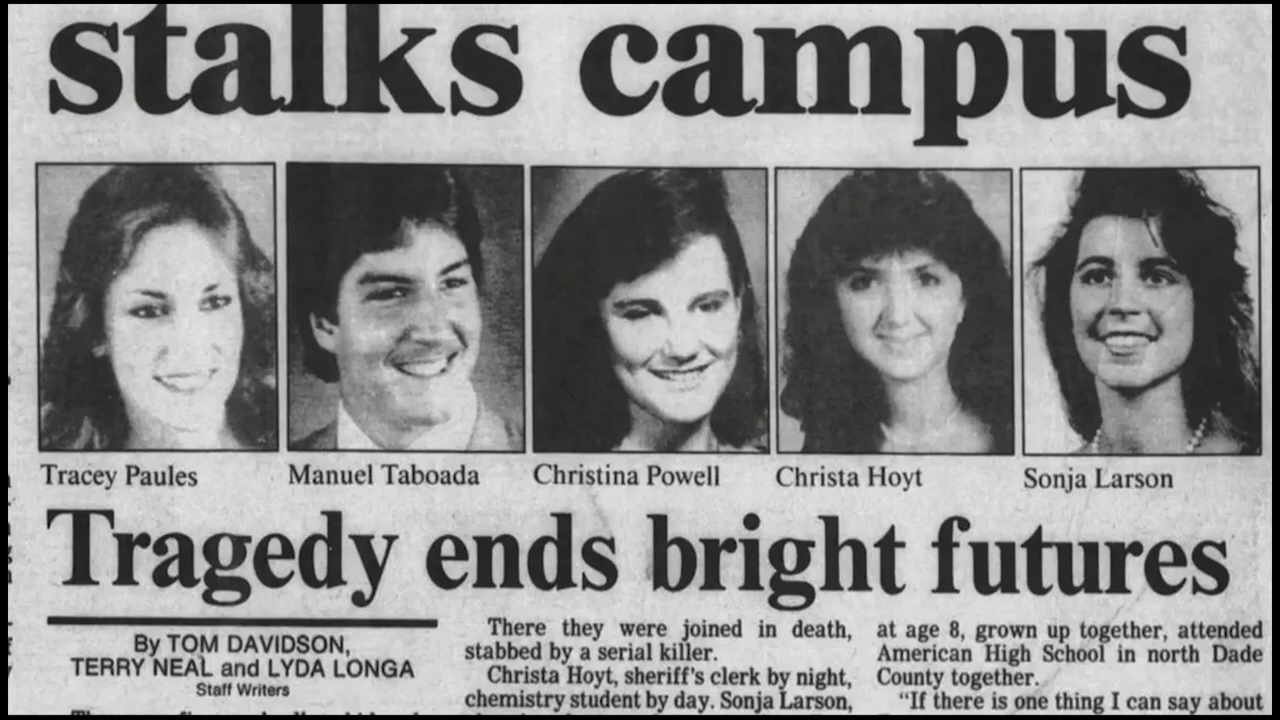 stalks campus
Tracey Paules
Manuel Taboada
Christina Powell
Christa Hoyt
Sonja Larson
Tragedy ends bright futures
By TOM DAVIDSON,
TERRY NEAL and LYDA LONGA
Staff Writers
There they were joined in death,
stabbed by a serial killer.
Christa Hoyt, sheriff's clerk by night,
chemistry student by day. Sonja Larson,
at age 8, grown up together, attended
American High School in north Dade
County together.
“If there is one thing I can say about